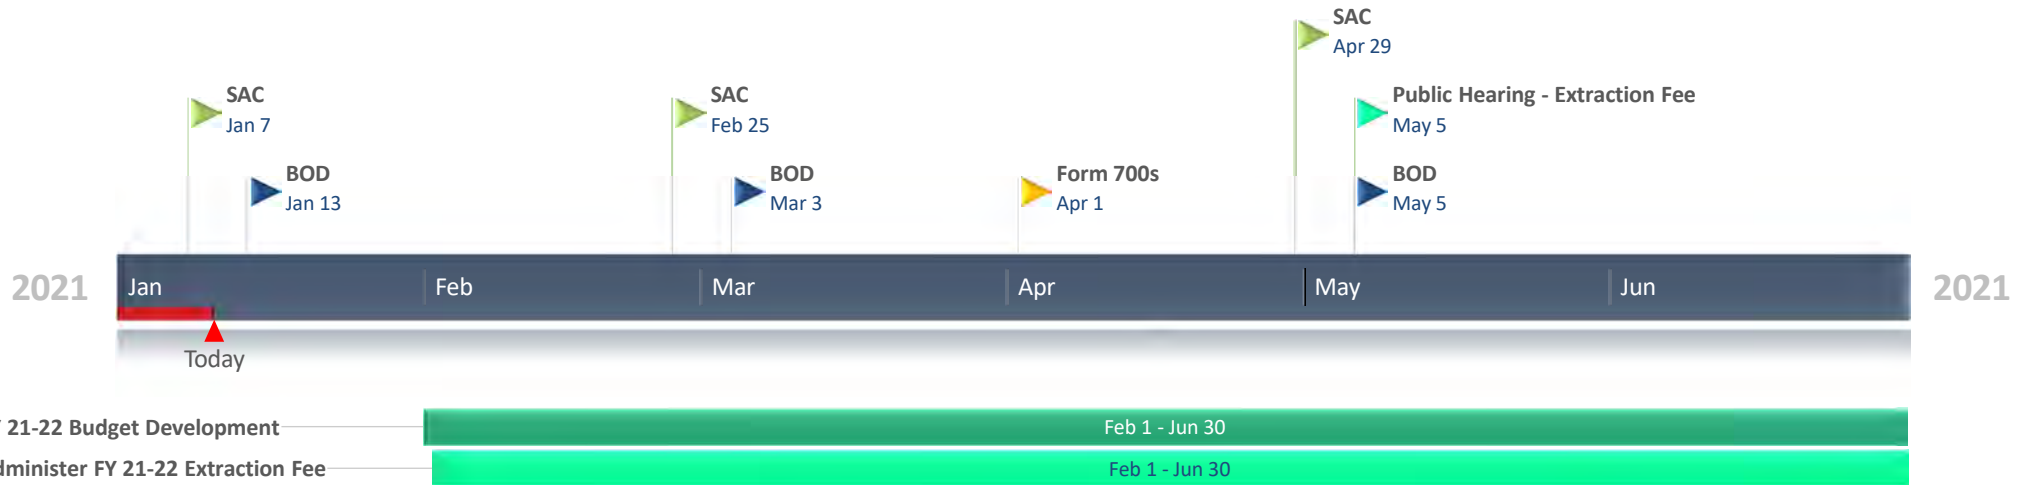 SAC
Apr 29
SAC
Jan 7
SAC
Feb 25
Public Hearing - Extraction Fee
May 5
BOD
Jan 13
BOD
Mar 3
Form 700s
Apr 1
BOD
May 5
2021
Jan
Feb
Mar
Apr
May
Jun
2021
Today
21-22 Budget Development
Feb 1 - Jun 30
dminister FY 21-22 Extraction Fee
Feb 1 - Jun 30